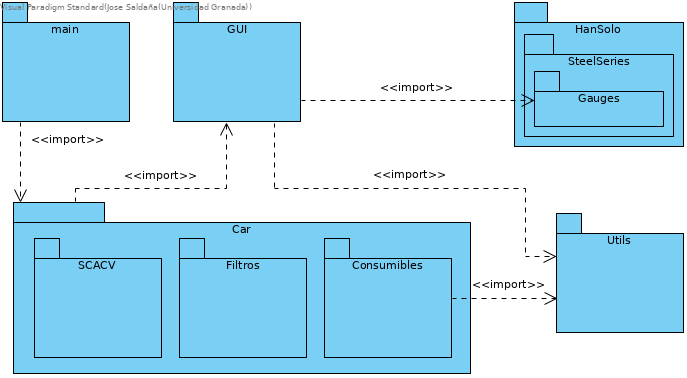 Visual Paradigm Standard(Jose Saldaña(Universidad Granada))
main
GUI
HanSolo
SteelSeries
Gauges
<<import>>
<<import>>
<<import>>
<<import>>
Car
SCACV
Filtros
Consumibles
Utils
<<import>>